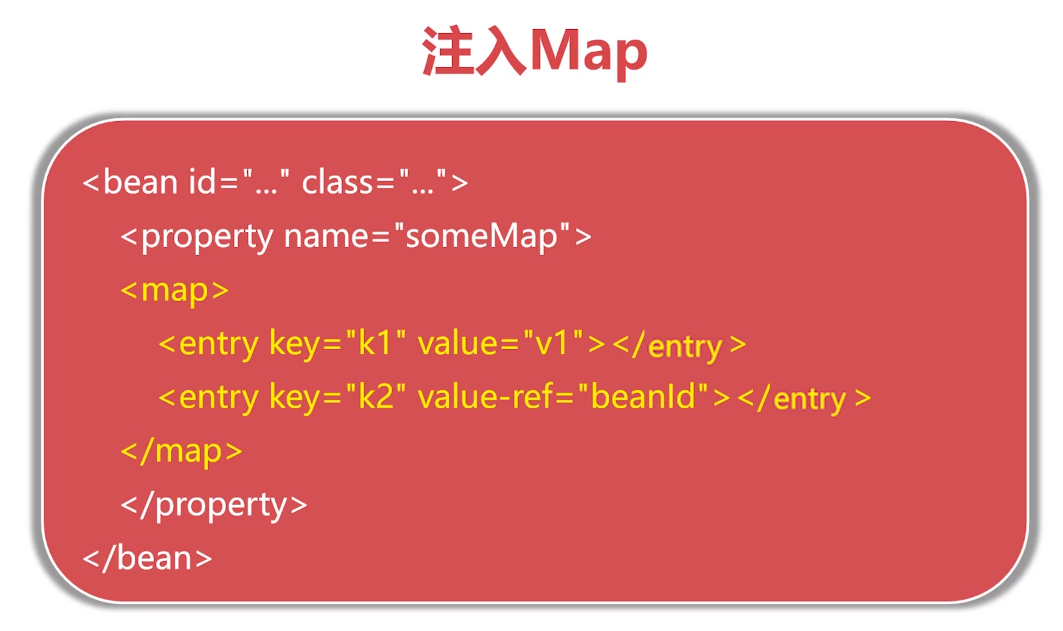 注入Map
<bean id="..." class="...">
<property name="someMap">
<map>
<entry key="k1" value="v1"></entry >
<entry key="k2" value-ref="beanId"></entry >
</map>
</property>
</bean>